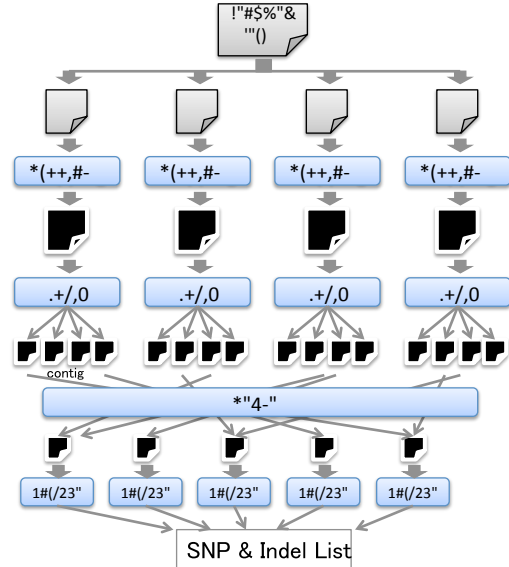 !"#$%"&
'"()
*(++,#- *(++,#- *(++,#- *(++,#-
.+/,0 .+/,0 .+/,0 .+/,0
contig
*"4-"
1#(/23" 1#(/23" 1#(/23" 1#(/23" 1#(/23"
SNP & Indel List